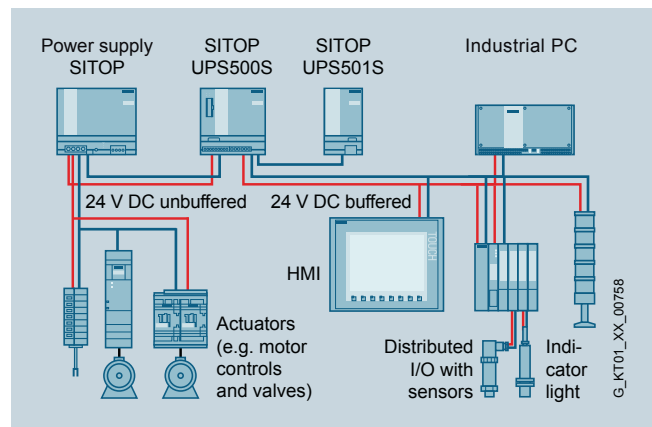 Power supply
SITOP
SITOP
UPS500S
SITOP
UPS501S
Industrial PC
24 V DC unbuffered
24 V DC buffered
HMI
TOUCH
Actuators
(e.g. motor
controls
and valves)
Distributed
I/O with
sensors
Indi-
cator
light
G_KT01_XX_00758